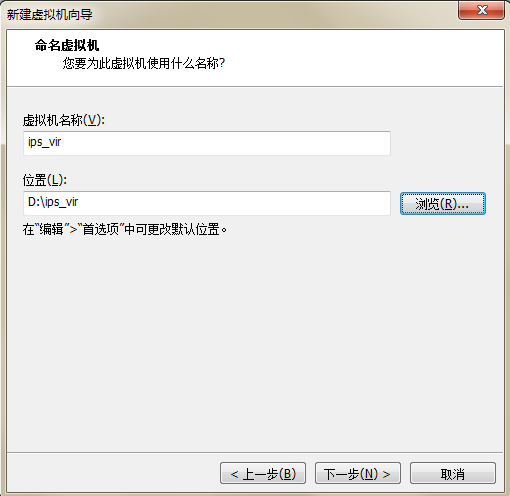 新建虚拟机向导
命名虚拟机
您要为此虚拟机使用什么名称?
虚拟机名称(V):
ips_vir
位置(L):
D:\ips_vir
浏览(R)...
在“编辑”>“首选项”中可更改默认位置。
< 上一步(B)
下一步(N) >
取消